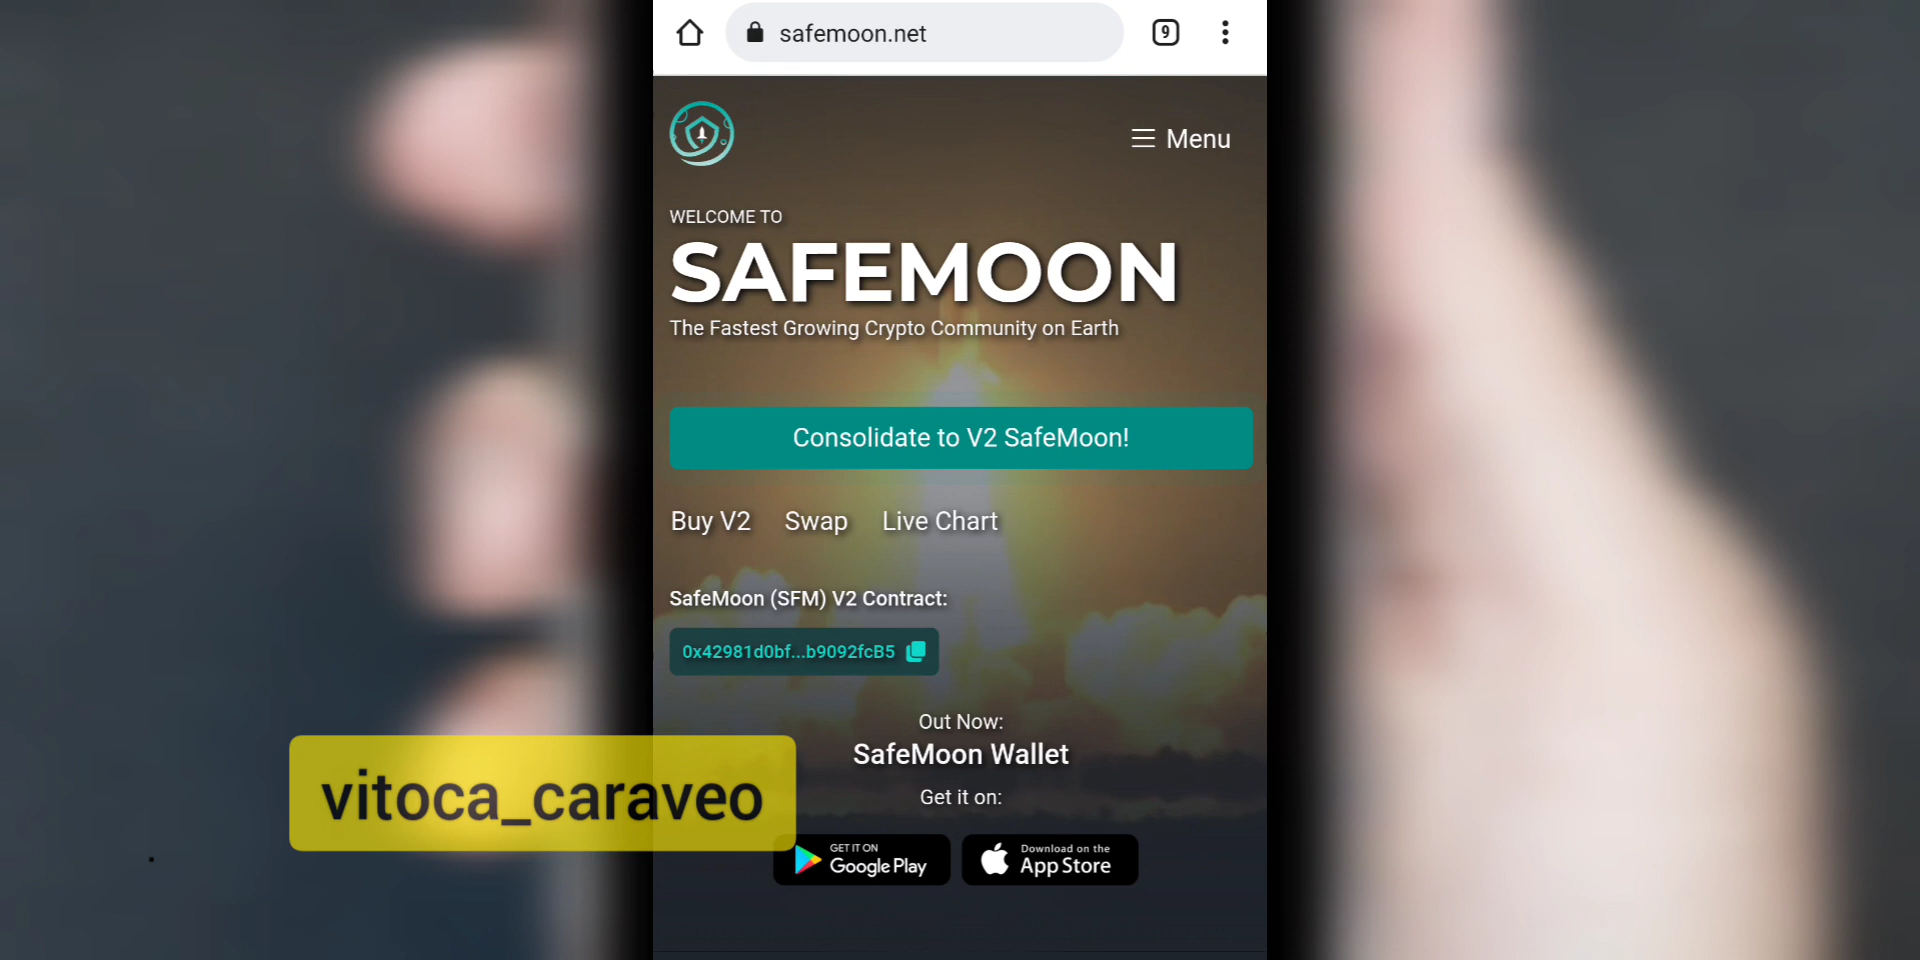 safemoon.net
9
Menu
WELCOME TO
SAFEMOON
The Fastest Growing Crypto Community on Earth
Consolidate to V2 SafeMoon!
Buy V2 Swap Live Chart
SafeMoon (SFM) V2 Contract:
0x42981d0bf...b9092fcB5
Out Now:
SafeMoon Wallet
Get it on:
vitoca_caraveo
GET IT ON
Google Play
Download on the
App Store